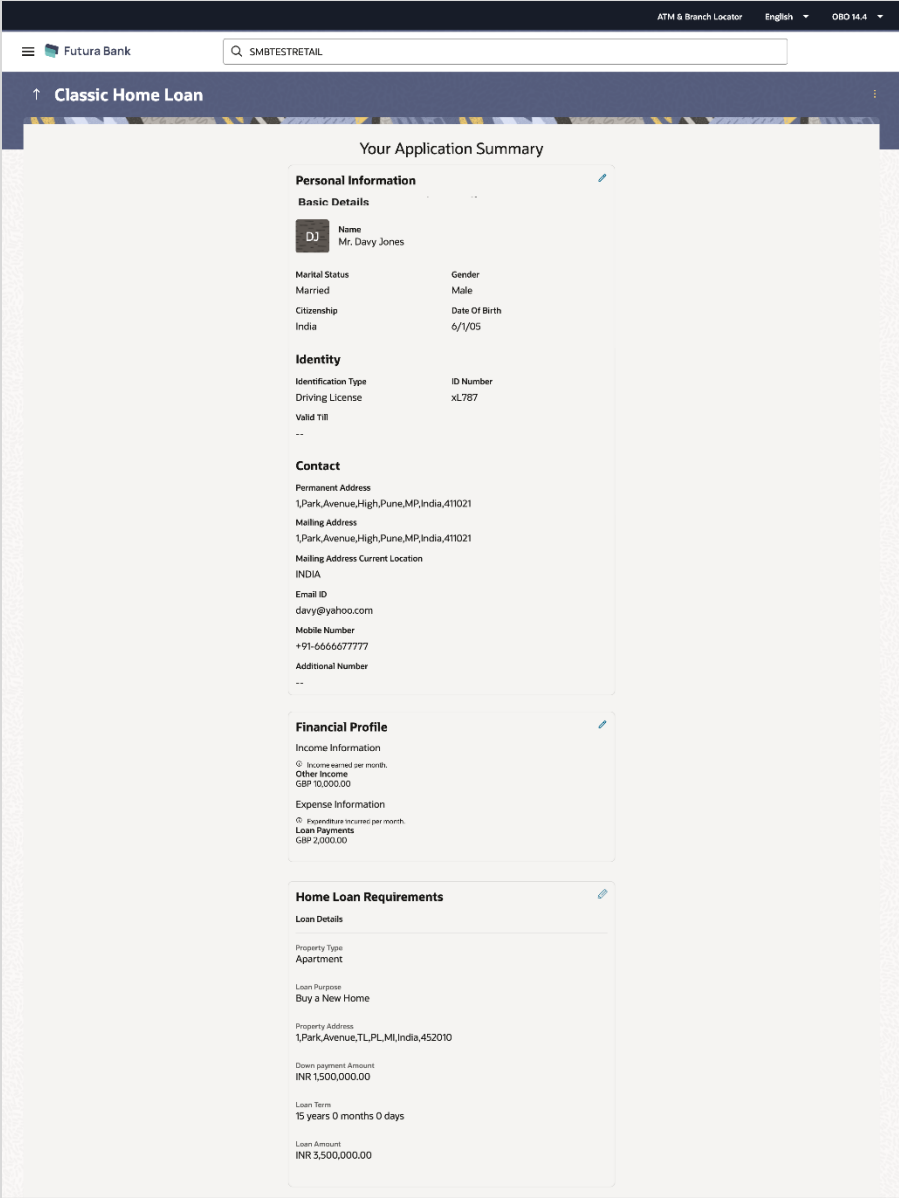 ATM & Branch Locator English OBO 14.4
Futura Bank SMBTESTRETAIL
Classic Home Loan
Your Application Summary
Personal Information
Basic Details
DJ
Name
Mr. Davy Jones
Marital Status Gender
Married Male
Citizenship Date Of Birth
India 6/1/05
Identity
Identification Type ID Number
Driving License xL787
Valid Till
--
Contact
Permanent Address
1,Park,Avenue,High,Pune,MP,India,411021
Mailing Address
1,Park,Avenue,High,Pune,MP,India,411021
Mailing Address Current Location
INDIA
Email ID
davy@yahoo.com
Mobile Number
+91-6666677777
Additional Number
--
Financial Profile
Income Information
Income earned per month.
Other Income
GBP 10,000.00
Expense Information
Expenditure incurred per month.
Loan Payments
GBP 2,000.00
Home Loan Requirements
Loan Details
Property Type
Apartment
Loan Purpose
Buy a New Home
Property Address
1,Park,Avenue,TL,PL,MI,India,452010
Down payment Amount
INR 1,500,000.00
Loan Term
15 years 0 months 0 days
Loan Amount
INR 3,500,000.00